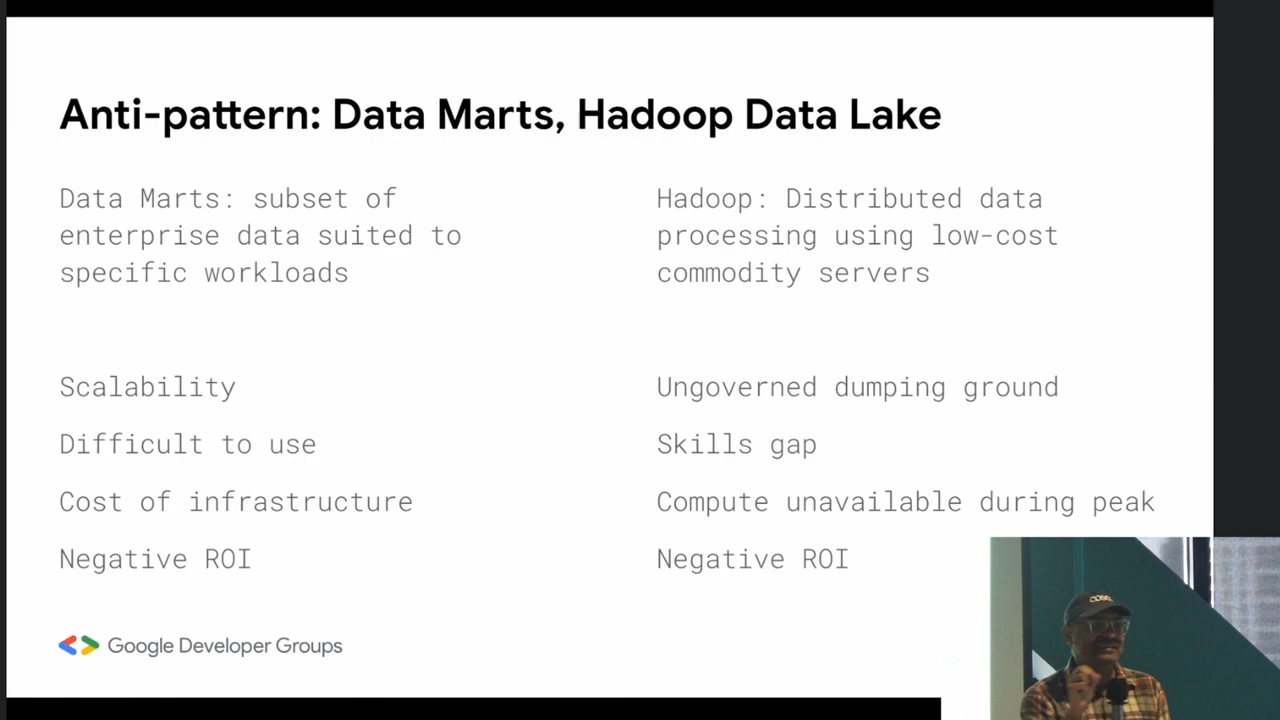 Anti-pattern: Data Marts, Hadoop Data Lake
Data Marts: subset of
enterprise data suited to
specific workloads
Scalability
Difficult to use
Cost of infrastructure
Negative ROI
Hadoop: Distributed data
processing using low-cost
commodity servers
Ungoverned dumping ground
Skills gap
Compute unavailable during peak
Negative ROI
Google Developer Groups